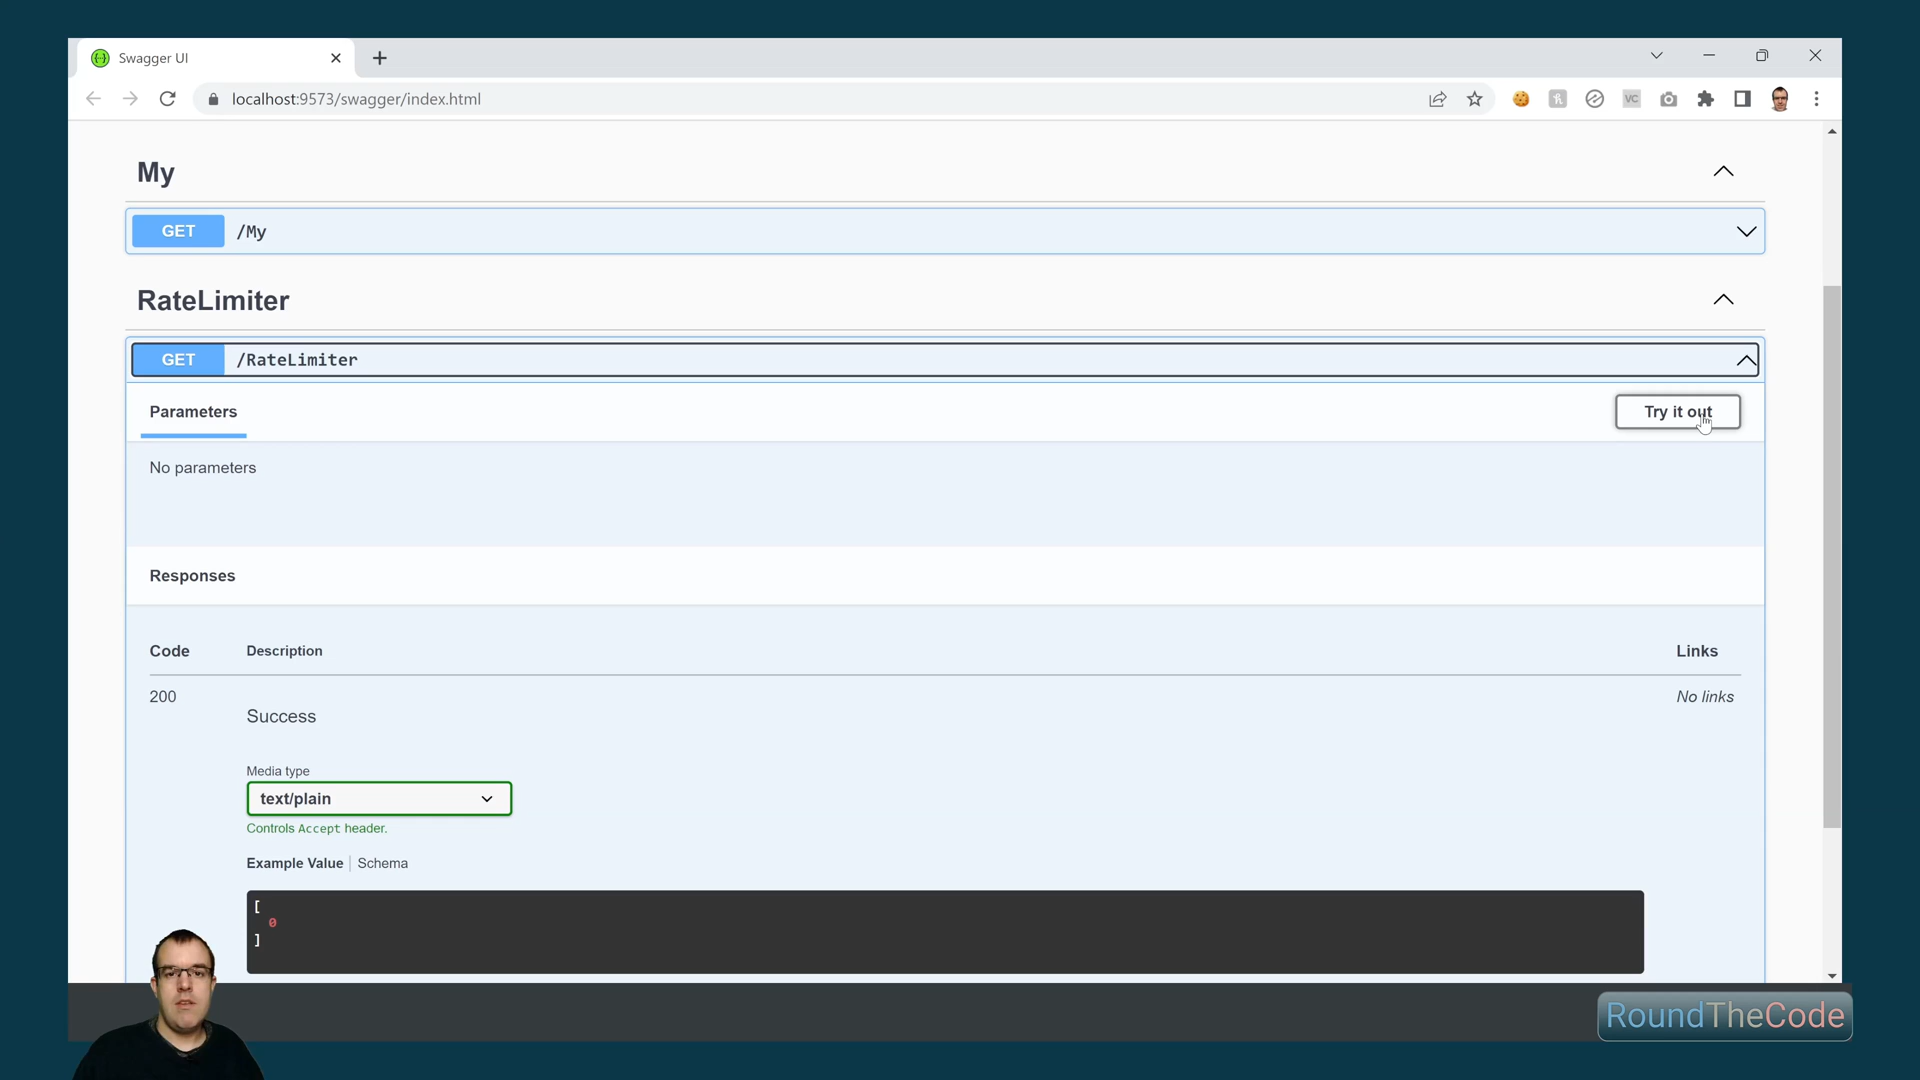 Swagger UI
localhost:9573/swagger/index.html
VC
My
GET /My
RateLimiter
GET /RateLimiter
Parameters
Try it out
No parameters
Responses
Code Description Links
200 No links
Success
Media type
text/plain
Controls Accept header.
Example Value Schema
[
0
]
RoundTheCode